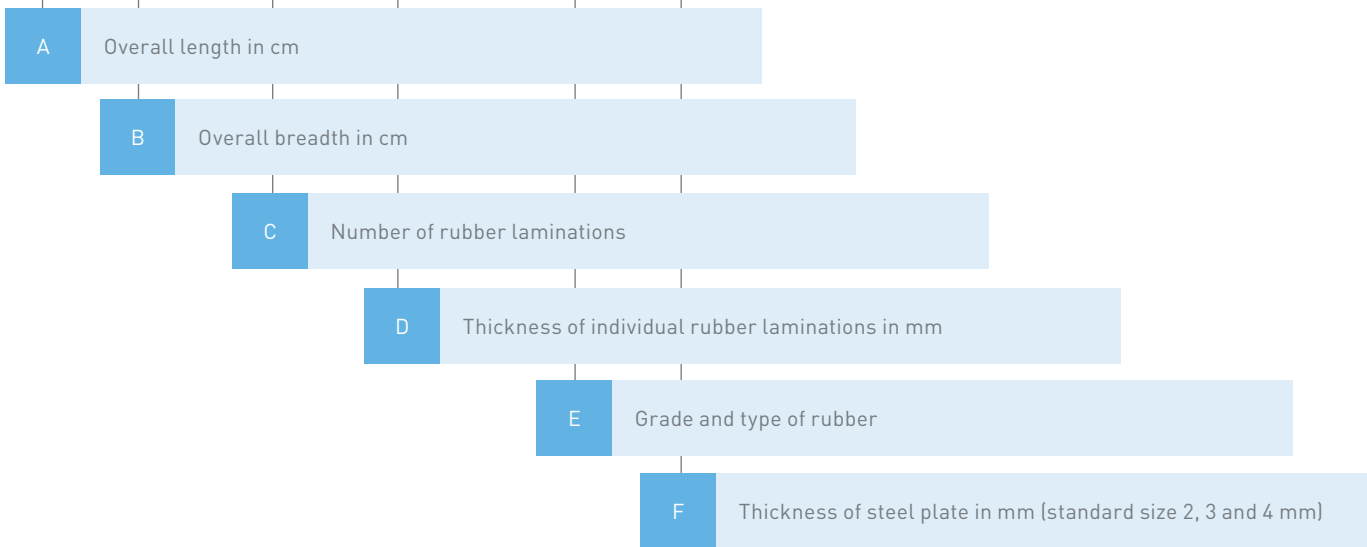 A Overall length in cm
B Overall breadth in cm
C Number of rubber laminations
D Thickness of individual rubber laminations in mm
E Grade and type of rubber
F Thickness of steel plate in mm (standard size 2, 3 and 4 mm)